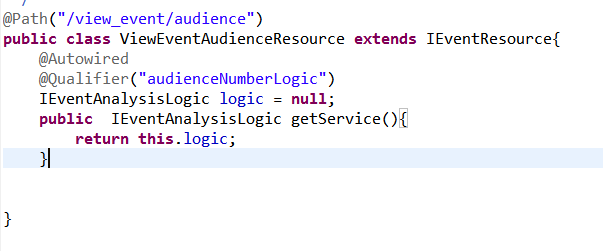 @Path("/view_event/audience")
public class ViewEventAudienceResource extends IEventResource{
    @Autowired
    @Qualifier("audienceNumberLogic")
    IEventAnalysisLogic logic = null;
    public  IEventAnalysisLogic getService(){
        return this.logic;
    }
}